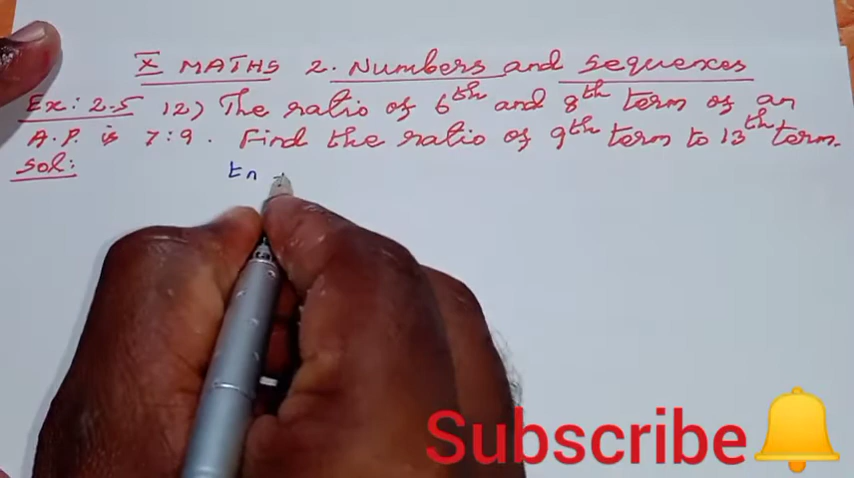 X MATHS 2. Numbers and Sequences
Ex: 2.5 12) The ratio of 6th and 8th term of an
A.P. is 7:9. Find the ratio of 9th term to 13th term.
Sol:
tn =
Subscribe